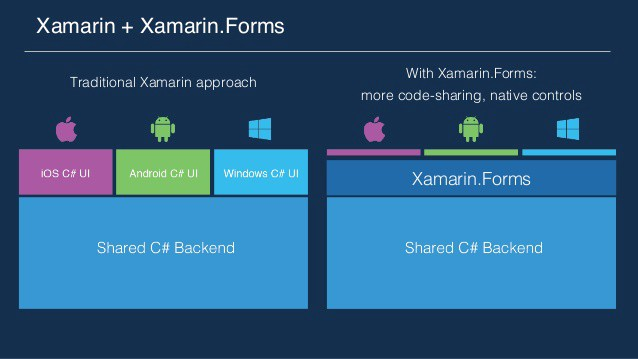 Xamarin + Xamarin.Forms
Traditional Xamarin approach
iOS C# UI
Android C# UI
Windows C# UI
Shared C# Backend
With Xamarin.Forms:
more code-sharing, native controls
Xamarin.Forms
Shared C# Backend